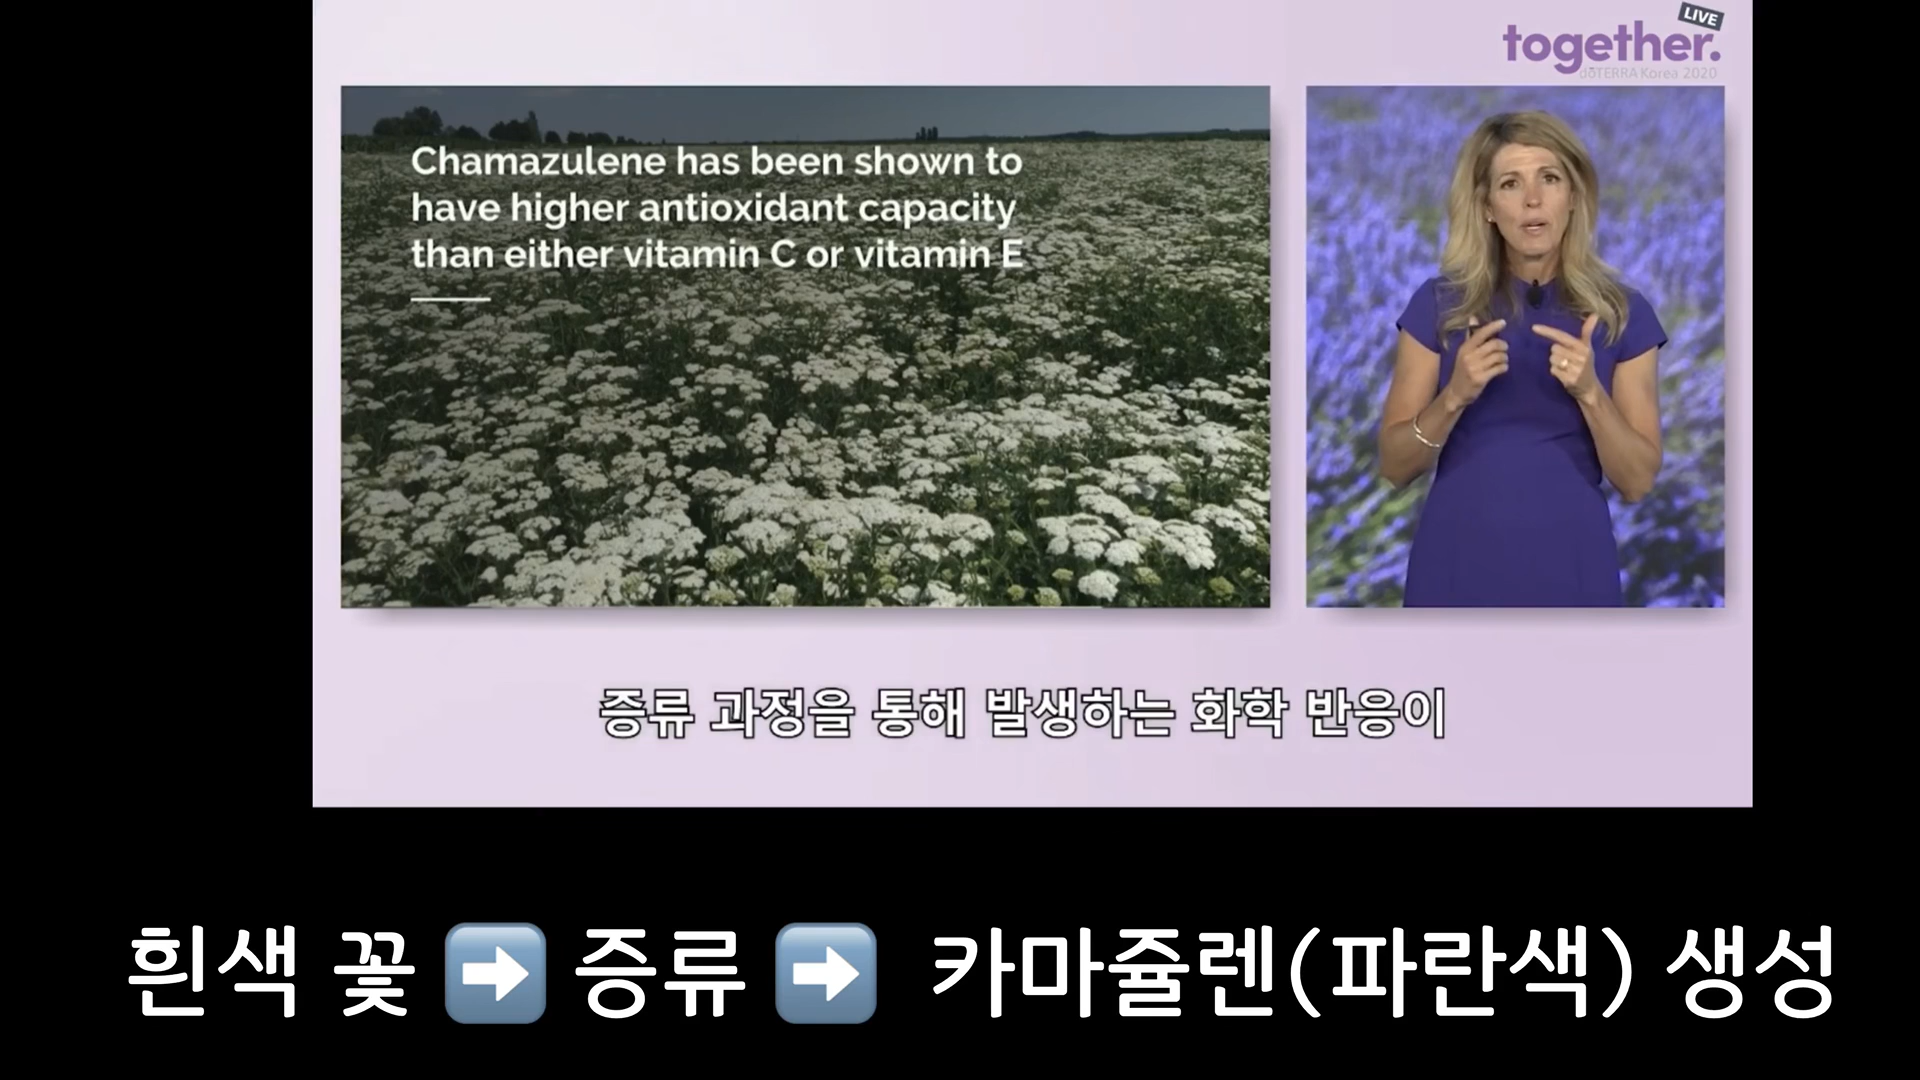 LIVE
together.
dōTERRA Korea 2020
Chamazulene has been shown to
have higher antioxidant capacity
than either vitamin C or vitamin E
증류 과정을 통해 발생하는 화학 반응이
흰색 꽃 ➡️ 증류 ➡️ 카마쥴렌(파란색) 생성